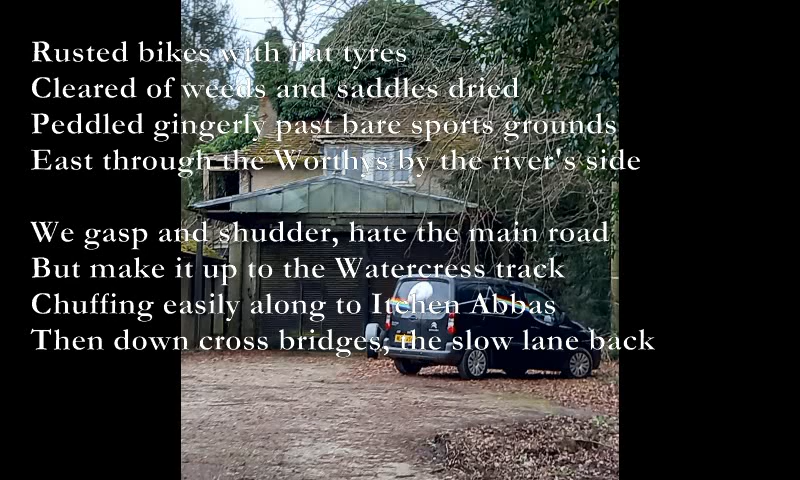 Rusted bikes with flat tyres
Cleared of weeds and saddles dried
Peddled gingerly past bare sports grounds
East through the Worthys by the river's side
We gasp and shudder, hate the main road
But make it up to the Watercress track
Chuffing easily along to Itchen Abbas
Then down cross bridges, the slow lane back